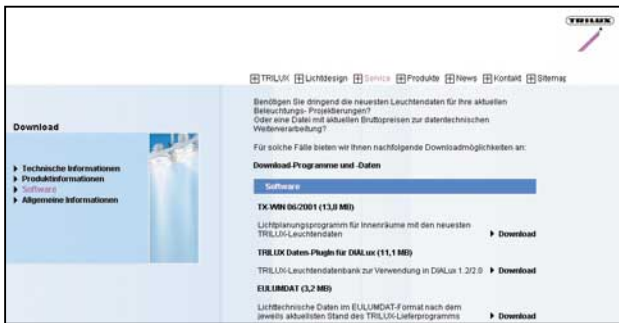 TRILUX
TRILUX Lichtdesign Service Produkte News Kontakt Sitemap
Download
Technische Informationen
Produktinformationen
Software
Allgemeine Informationen
Benötigen Sie dringend die neuesten Leuchtendaten für Ihre aktuellen
Beleuchtungs- Projektierungen?
Oder eine Datei mit aktuellen Bruttopreisen zur datentechnischen
Weiterverarbeitung?
Für solche Fälle bieten wir Ihnen nachfolgende Downloadmöglichkeiten an:
Download-Programme und -Daten
Software
TX-WIN 06/2001 (13,8 MB)
Lichtplanungsprogramm für Innenräume mit den neuesten
TRILUX-Leuchtendaten Download
TRILUX Daten-PlugIn für DIALux (11,1 MB)
TRILUX-Leuchtendatenbank zur Verwendung in DIALux 1.2/2.0 Download
EULUMDAT (3,2 MB)
Lichttechnische Daten im EULUMDAT-Format nach dem
jeweils aktuellsten Stand des TRILUX-Lieferprogramms Download